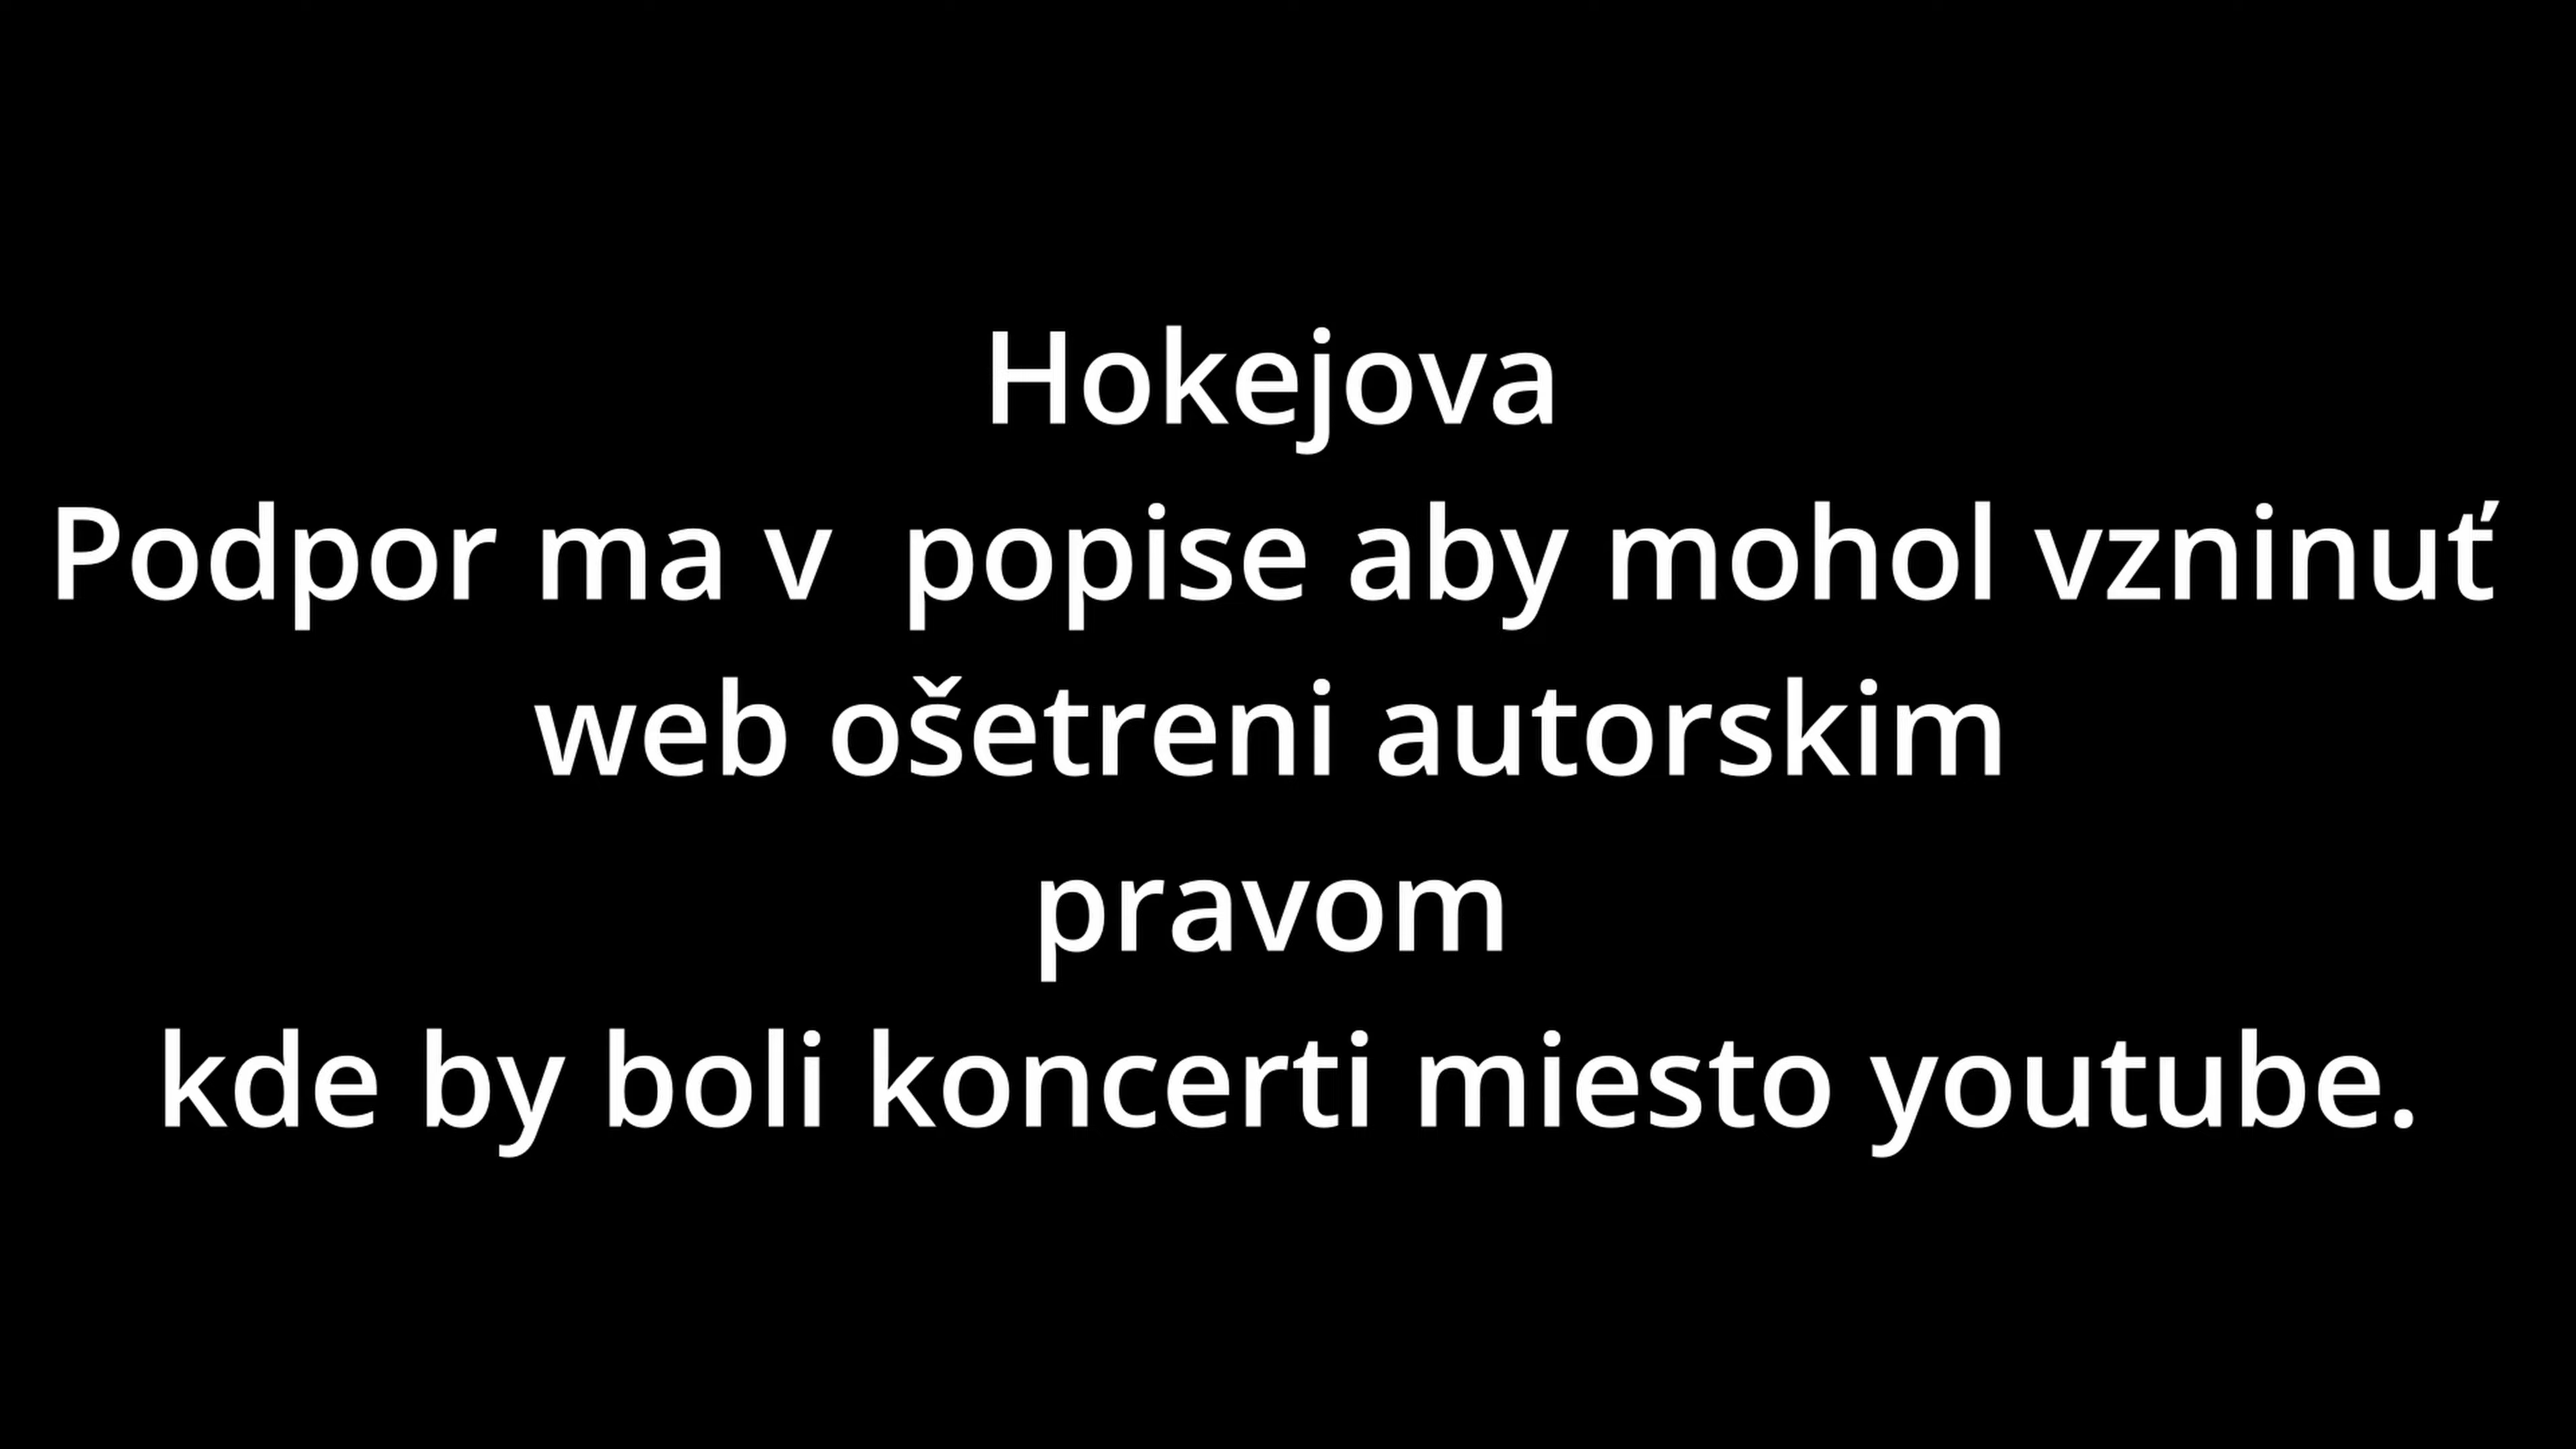 Hokejova
Podpor ma v  popise aby mohol vzninuť
web ošetreni autorskim
pravom
kde by boli koncerti miesto youtube.